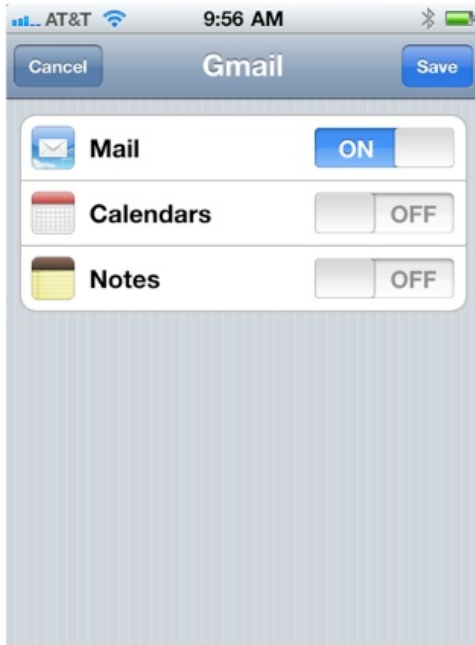 AT&T 9:56 AM
Cancel Gmail Save
Mail ON
Calendars OFF
Notes OFF